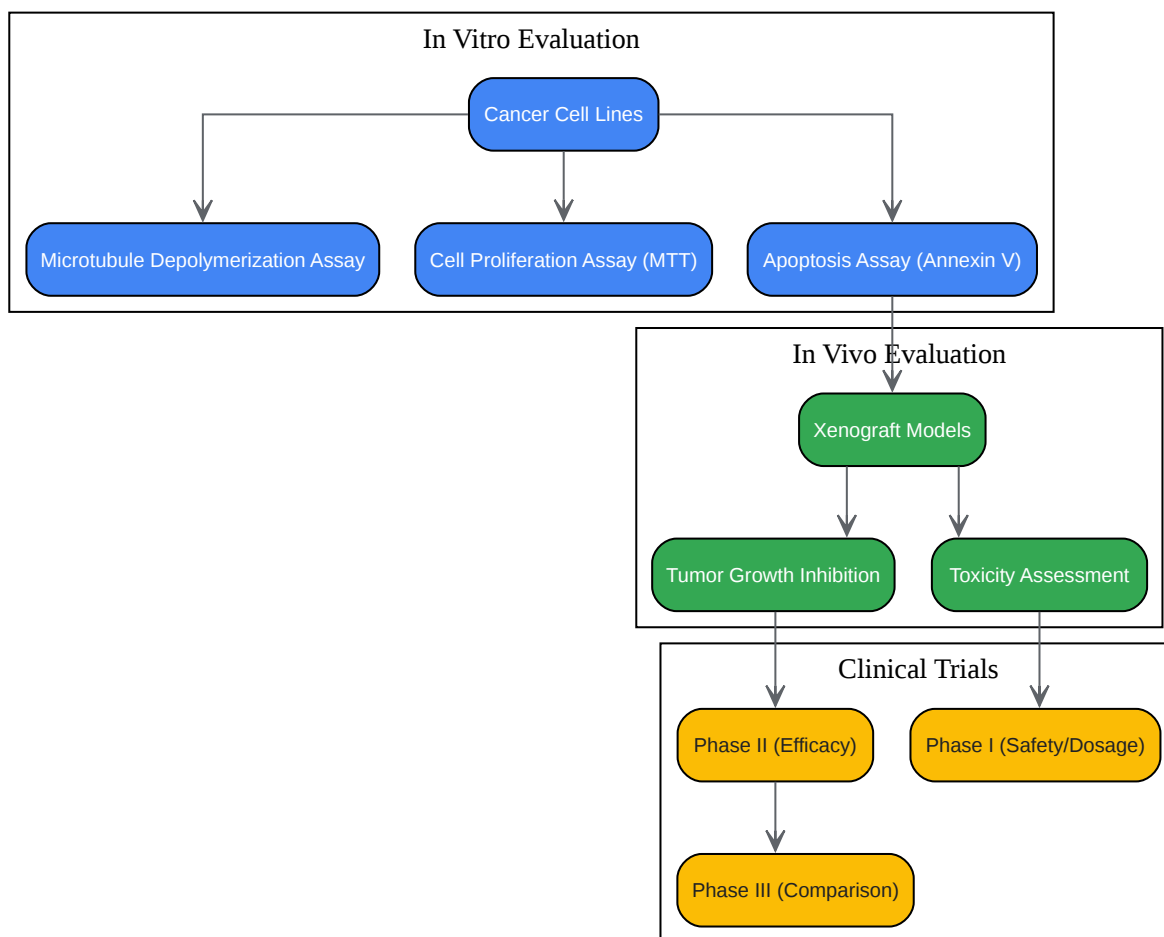 In Vitro Evaluation
Cancer Cell Lines
Microtubule Depolymerization Assay
Cell Proliferation Assay (MTT)
Apoptosis Assay (Annexin V)
In Vivo Evaluation
Xenograft Models
Tumor Growth Inhibition
Toxicity Assessment
Clinical Trials
Phase II (Efficacy)
Phase I (Safety/Dosage)
Phase III (Comparison)